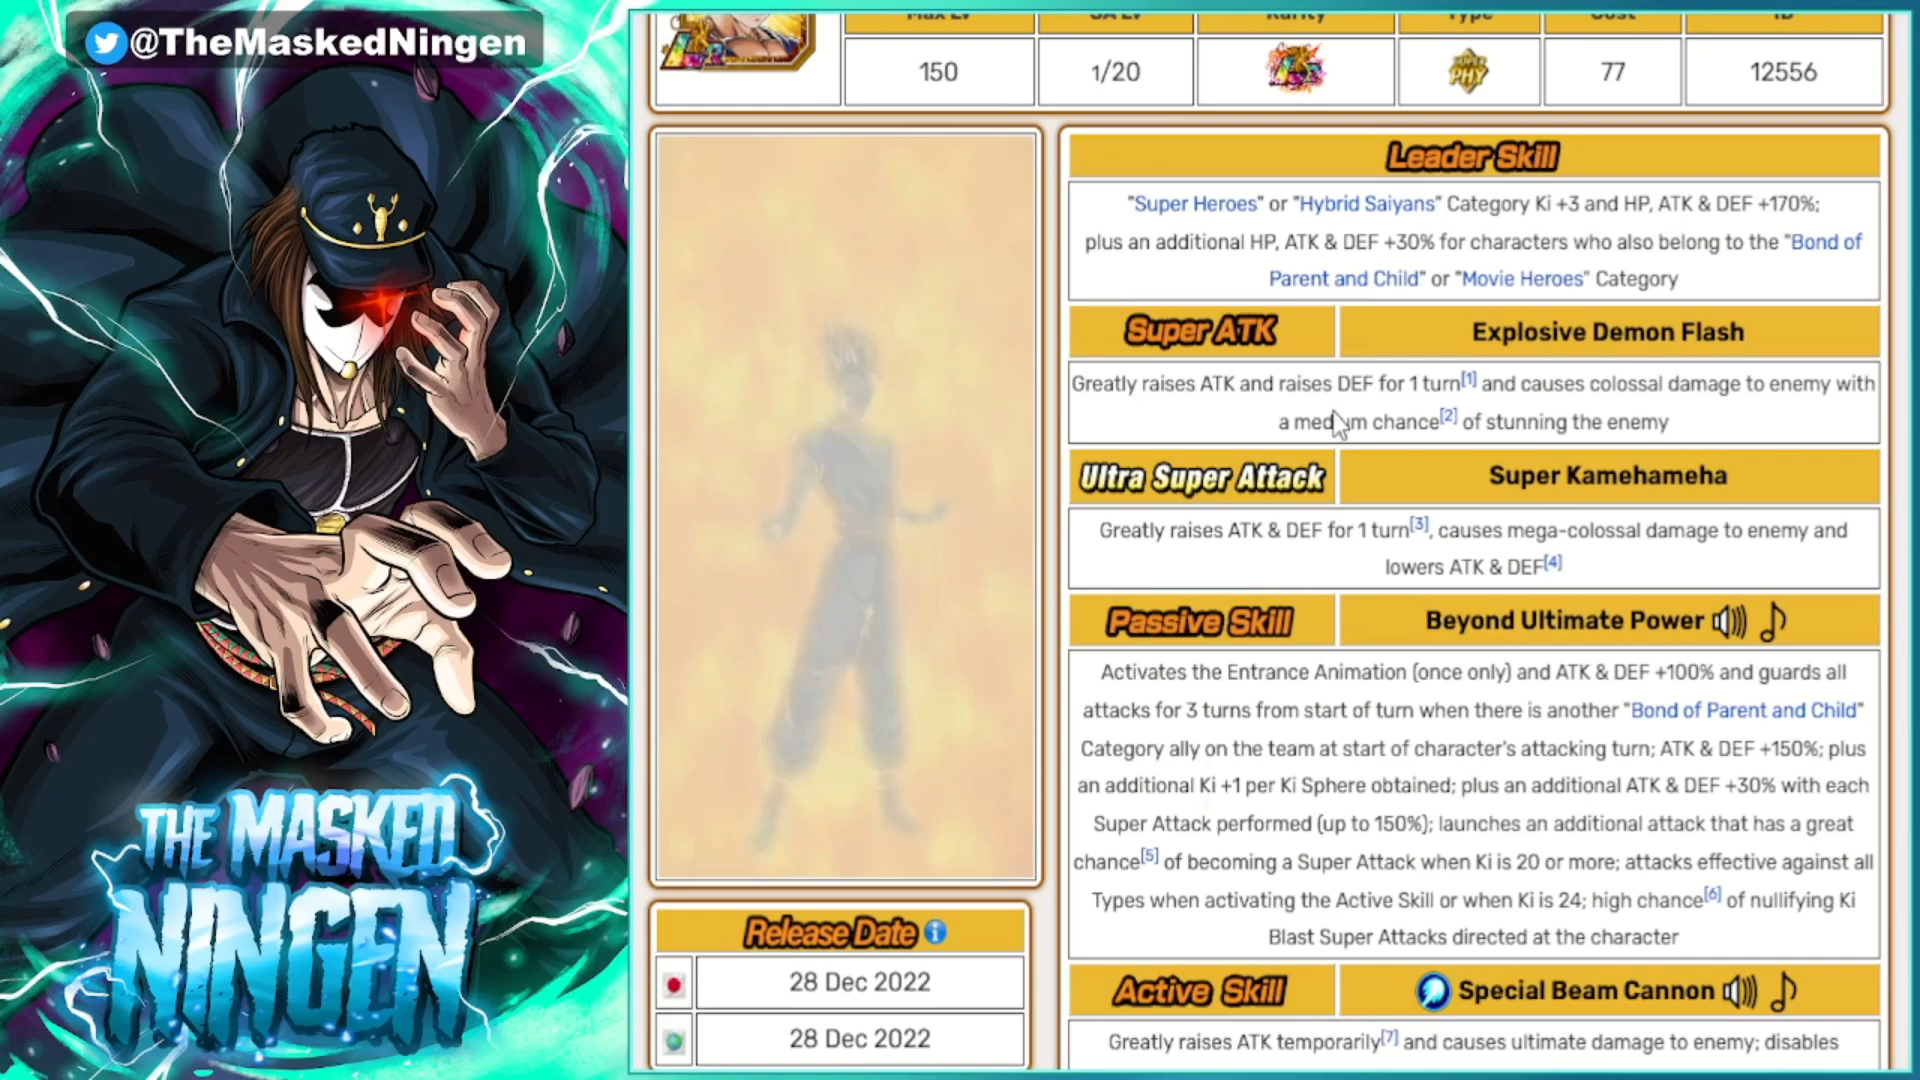 @TheMaskedNingen
Max Lv SA Lv Rarity Type Cost ID
150 1/20 SUPER PHY 77 12556
Leader Skill
"Super Heroes" or "Hybrid Saiyans" Category Ki +3 and HP, ATK & DEF +170%;
plus an additional HP, ATK & DEF +30% for characters who also belong to the "Bond of
Parent and Child" or "Movie Heroes" Category
Super ATK Explosive Demon Flash
Greatly raises ATK and raises DEF for 1 turn[1] and causes colossal damage to enemy with
a medium chance[2] of stunning the enemy
Ultra Super Attack Super Kamehameha
Greatly raises ATK & DEF for 1 turn[3], causes mega-colossal damage to enemy and
lowers ATK & DEF[4]
Passive Skill Beyond Ultimate Power
Activates the Entrance Animation (once only) and ATK & DEF +100% and guards all
attacks for 3 turns from start of turn when there is another "Bond of Parent and Child"
Category ally on the team at start of character's attacking turn; ATK & DEF +150%; plus
an additional Ki +1 per Ki Sphere obtained; plus an additional ATK & DEF +30% with each
Super Attack performed (up to 150%); launches an additional attack that has a great
chance[5] of becoming a Super Attack when Ki is 20 or more; attacks effective against all
Types when activating the Active Skill or when Ki is 24; high chance[6] of nullifying Ki
Blast Super Attacks directed at the character
Active Skill Special Beam Cannon
Greatly raises ATK temporarily[7] and causes ultimate damage to enemy; disables
Release Date
28 Dec 2022
28 Dec 2022
THE MASKED
NINGEN